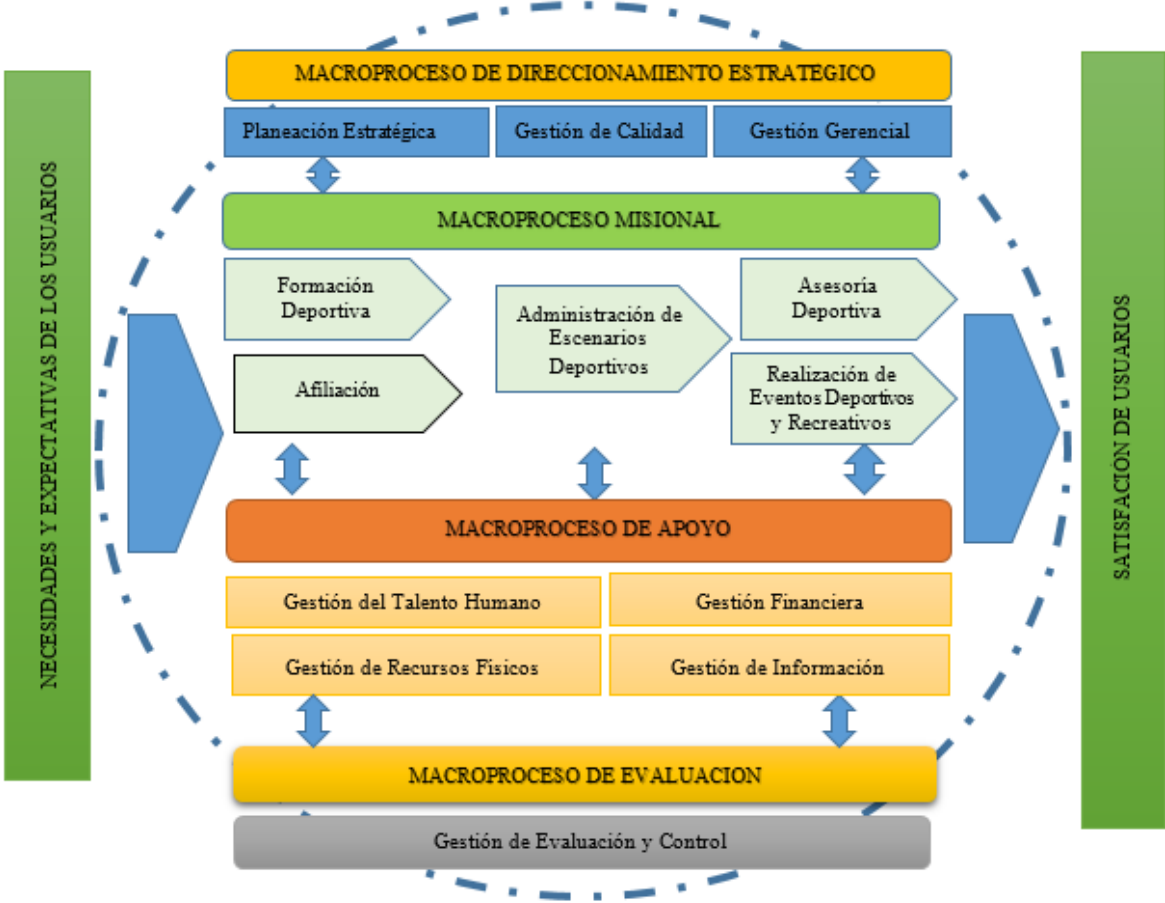 NECESIDADES Y EXPECTATIVAS DE LOS USUARIOS
MACROPROCESO DE DIRECCIONAMIENTO ESTRATÉGICO
Planeación Estratégica
Gestión de Calidad
Gestión Gerencial
MACROPROCESO MISIONAL
Formación
Deportiva
Afiliación
Administración de
Escenarios
Deportivos
Asesoría
Deportiva
Realización de
Eventos Deportivos
y Recreativos
MACROPROCESO DE APOYO
Gestión del Talento Humano
Gestión Financiera
Gestión de Recursos Físicos
Gestión de Información
MACROPROCESO DE EVALUACION
Gestión de Evaluación y Control
SATISFACIÓN DE USUARIOS